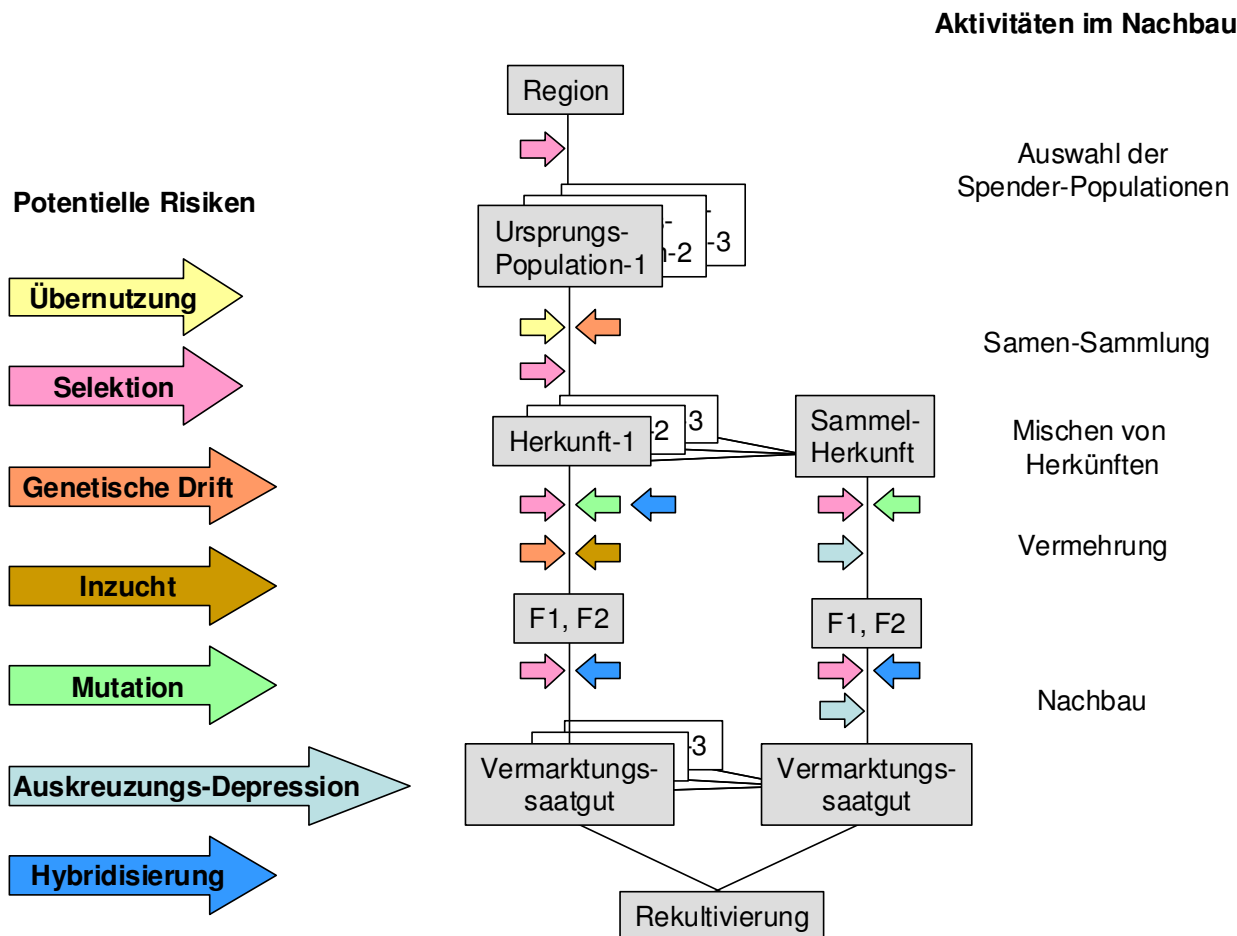 Aktivitäten im Nachbau
Region
Auswahl der
Spender-Populationen
Potentielle Risiken
Ursprungs-
Population-1
-2
-3
Übernutzung
Samen-Sammlung
Selektion
Herkunft-1
-2
-3
Sammel-
Herkunft
Mischen von
Herkünften
Genetische Drift
Vermehrung
Inzucht
F1, F2
F1, F2
Mutation
Nachbau
-3
Vermarktungs-
saatgut
Vermarktungs-
saatgut
Auskreuzungs-Depression
Hybridisierung
Rekultivierung